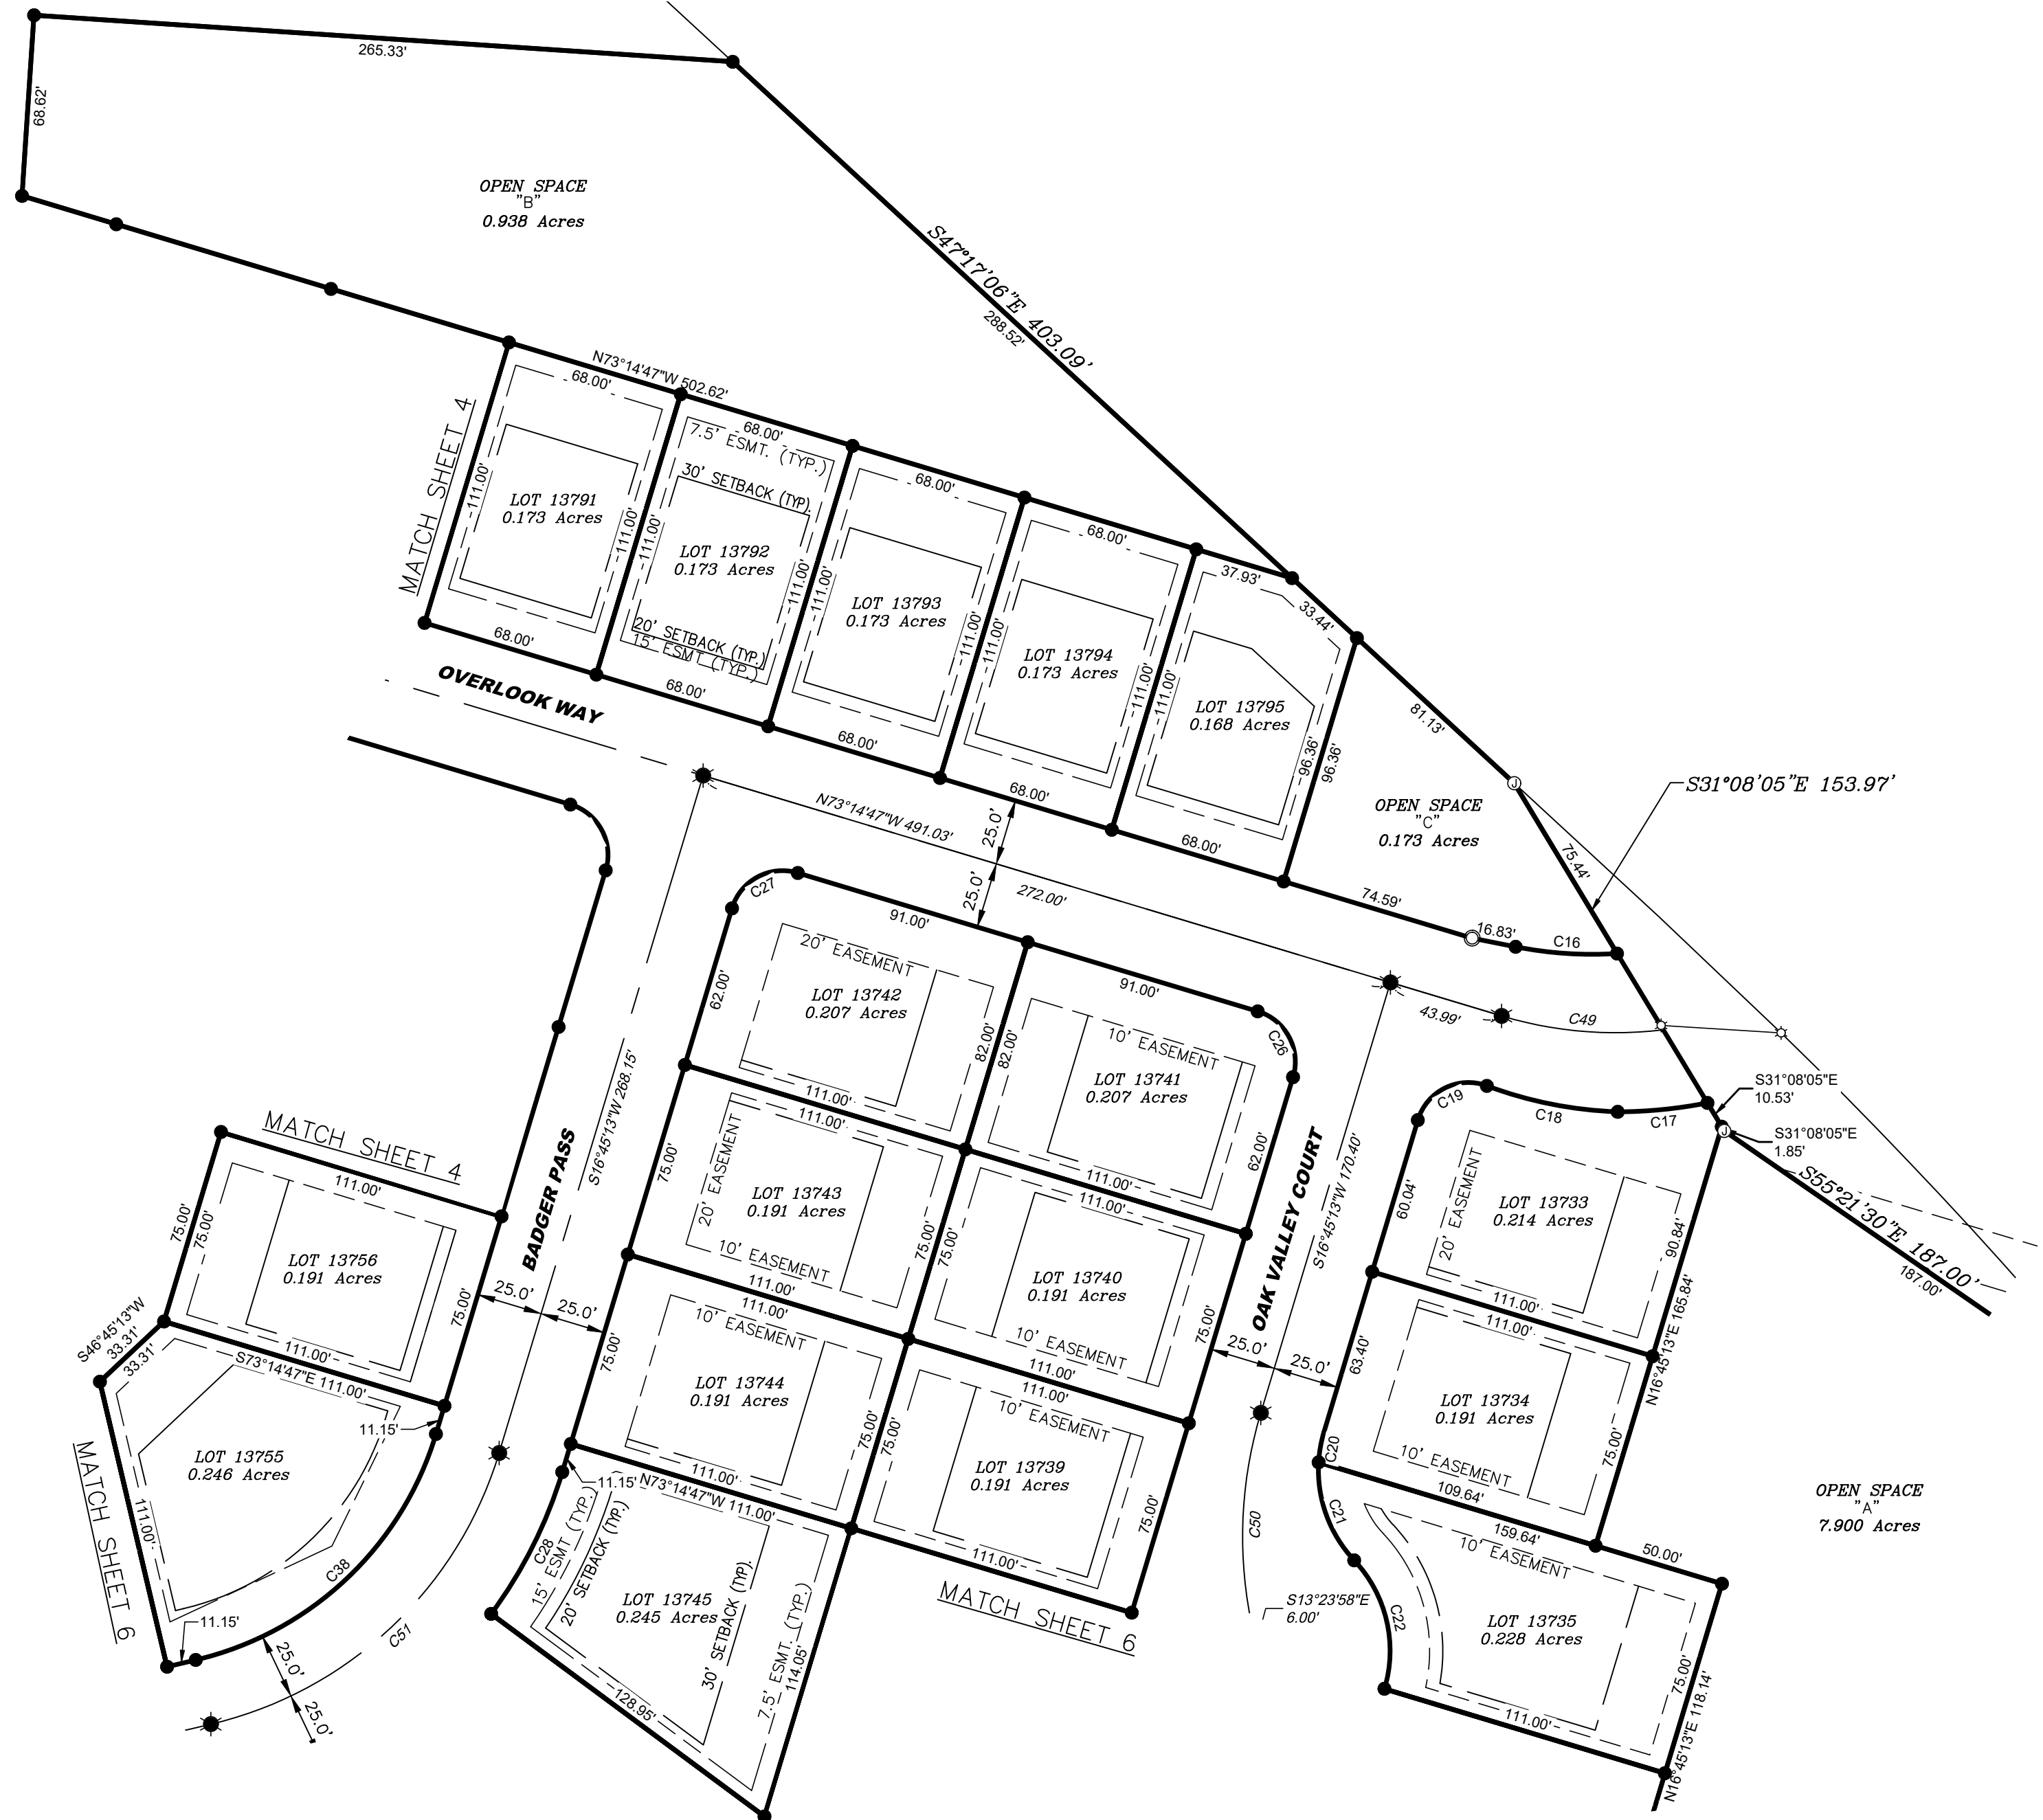 265.33'
68.62'
OPEN SPACE
"B"
0.938 Acres
S47°17'06"E 403.09'
288.52'
N73°14'47"W 502.62'
68.00'
68.00'
68.00'
68.00'
37.93'
33.44'
81.13'
MATCH SHEET 4
111.00'
LOT 13791
0.173 Acres
111.00'
68.00'
111.00'
7.5' ESMT. (TYP.)
30' SETBACK (TYP.)
LOT 13792
0.173 Acres
20' SETBACK (TYP.)
15' ESMT (TYP.)
111.00'
68.00'
111.00'
LOT 13793
0.173 Acres
111.00'
68.00'
111.00'
LOT 13794
0.173 Acres
111.00'
68.00'
111.00'
LOT 13795
0.168 Acres
96.36'
96.36'
68.00'
OPEN SPACE
"C"
0.173 Acres
S31°08'05"E 153.97'
75.44'
74.59'
16.83'
C16
J
OVERLOOK WAY
N73°14'47"W 491.03'
25.0'
25.0'
272.00'
43.99'
C49
S31°08'05"E
10.53'
S31°08'05"E
1.85'
J
S55°21'30"E 187.00'
187.00'
C27
91.00'
62.00'
20' EASEMENT
LOT 13742
0.207 Acres
82.00'
111.00'
91.00'
C26
82.00'
10' EASEMENT
LOT 13741
0.207 Acres
62.00'
111.00'
S16°45'13"W 268.15'
BADGER PASS
25.0'
25.0'
75.00'
111.00'
20' EASEMENT
LOT 13743
0.191 Acres
10' EASEMENT
75.00'
111.00'
111.00'
75.00'
LOT 13740
0.191 Acres
10' EASEMENT
75.00'
111.00'
S16°45'13"W 170.40'
OAK VALLEY COURT
25.0'
25.0'
C19
C18
C17
60.04'
20' EASEMENT
LOT 13733
0.214 Acres
90.84'
111.00'
N16°45'13"E 165.84'
63.40'
111.00'
LOT 13734
0.191 Acres
10' EASEMENT
75.00'
C20
109.64'
159.64'
50.00'
C21
C22
10' EASEMENT
LOT 13735
0.228 Acres
75.00'
111.00'
N16°45'13"E 118.14'
OPEN SPACE
"A"
7.900 Acres
75.00'
111.00'
10' EASEMENT
LOT 13744
0.191 Acres
75.00'
111.00'
111.00'
75.00'
10' EASEMENT
LOT 13739
0.191 Acres
75.00'
111.00'
MATCH SHEET 6
C50
S13°23'58"E
6.00'
MATCH SHEET 4
111.00'
75.00'
75.00'
LOT 13756
0.191 Acres
75.00'
111.00'
S46°45'13"W
33.31'
33.31'
S73°14'47"E 111.00'
11.15'
LOT 13755
0.246 Acres
111.00'
MATCH SHEET 6
C38
11.15'
25.0'
25.0'
C51
11.15'
N73°14'47"W 111.00'
C28
15' ESMT (TYP.)
20' SETBACK (TYP.)
LOT 13745
0.245 Acres
30' SETBACK (TYP).
7.5' ESMT. (TYP.)
114.05'
128.95'